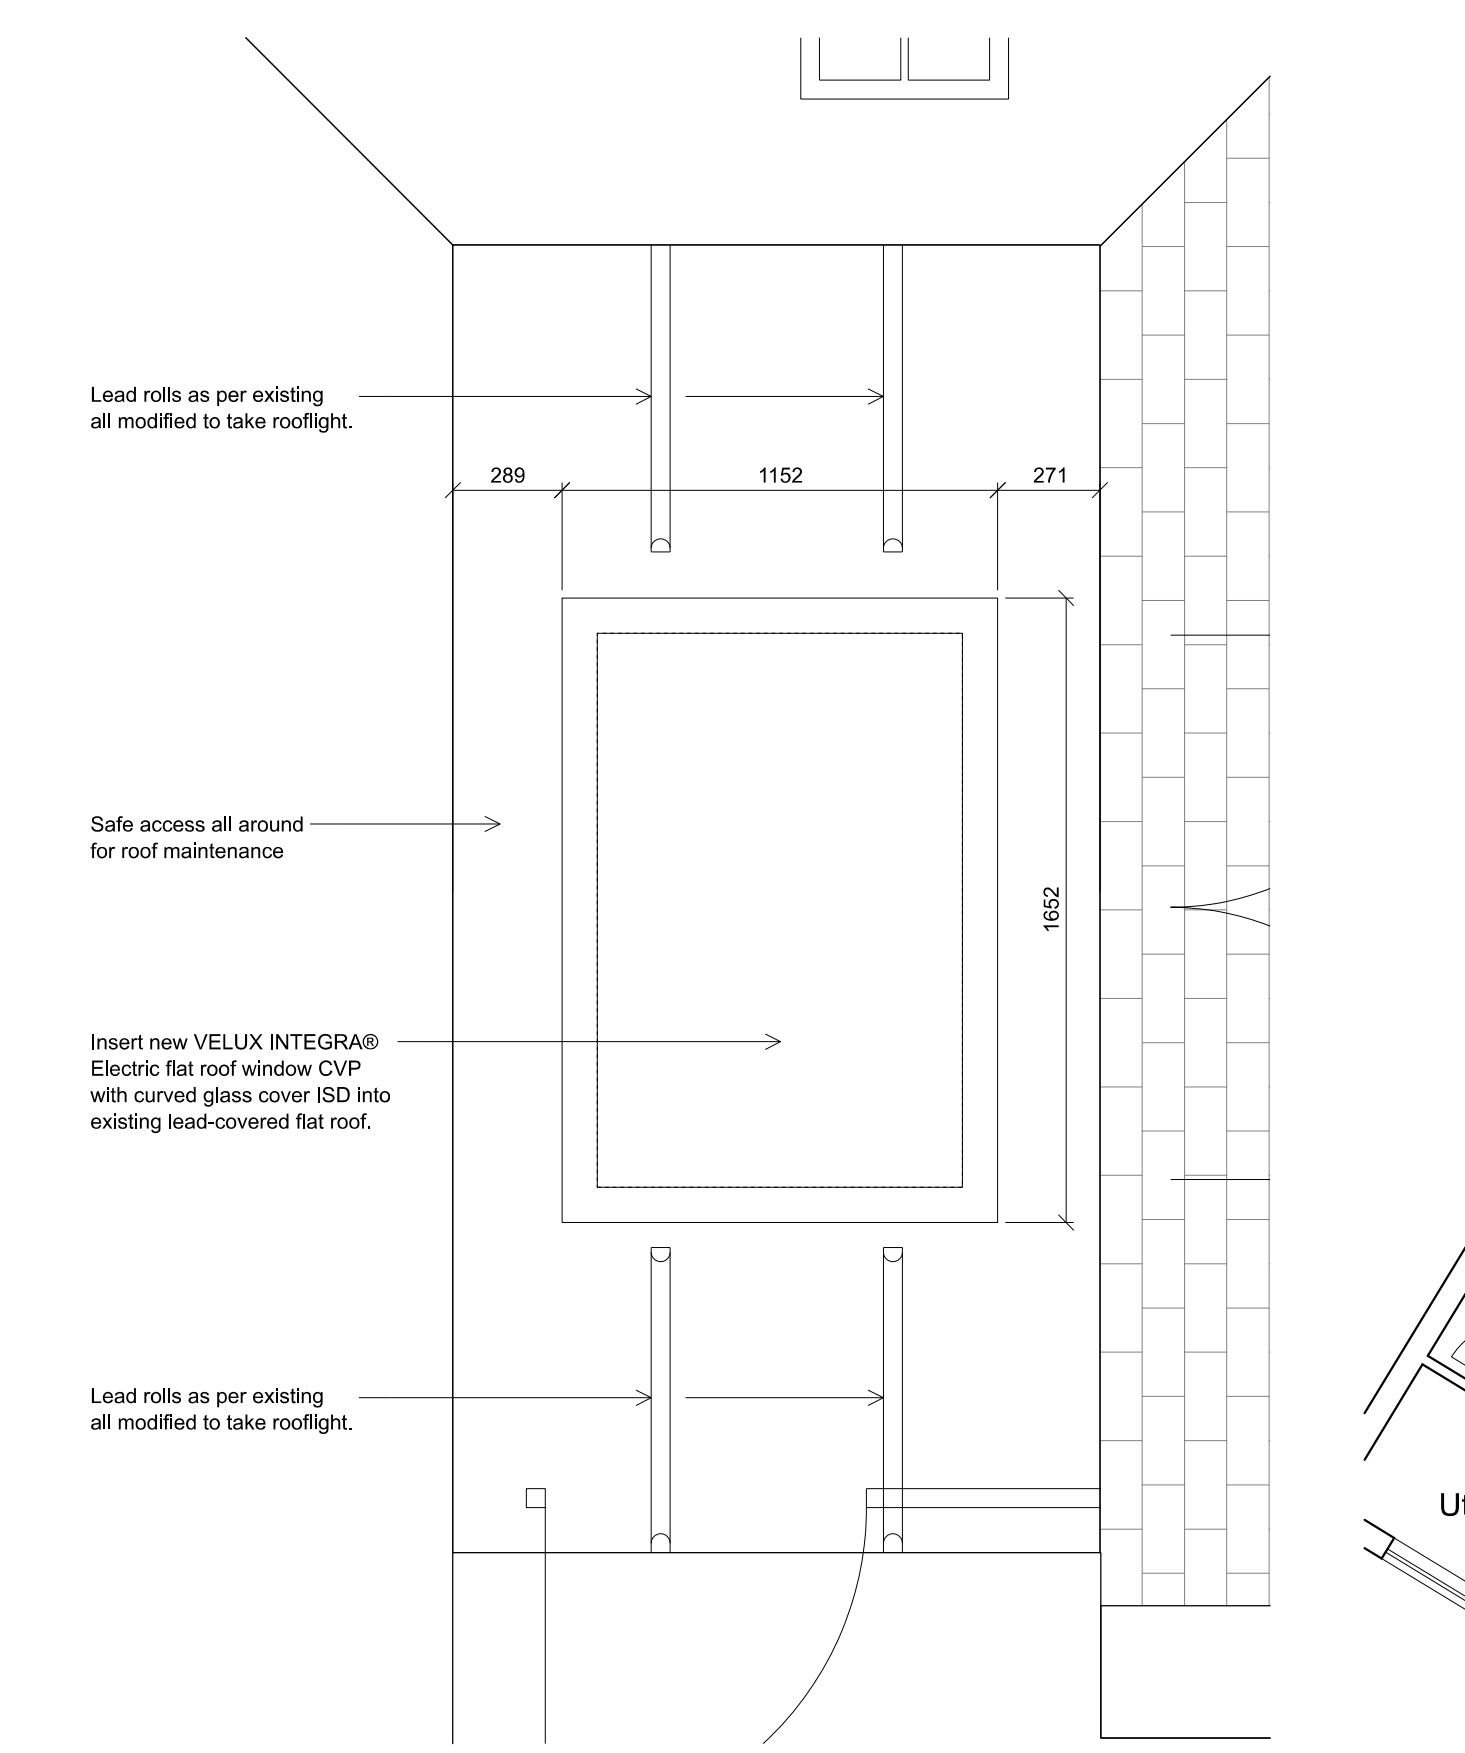 Lead rolls as per existing
all modified to take rooflight.
289
1152
271
Safe access all around
for roof maintenance
1652
Insert new VELUX INTEGRA®
Electric flat roof window CVP
with curved glass cover ISD into
existing lead-covered flat roof.
Lead rolls as per existing
all modified to take rooflight.